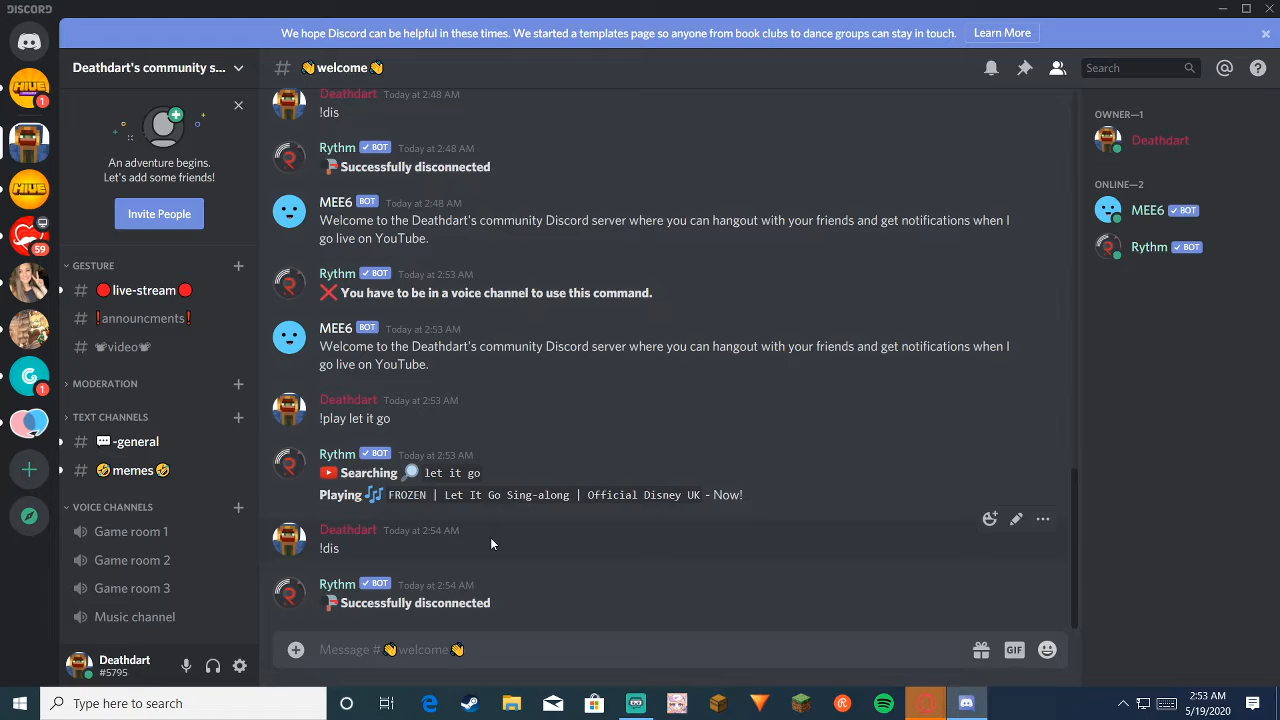 DISCORD
We hope Discord can be helpful in these times. We started a templates page so anyone from book clubs to dance groups can stay in touch.
Learn More
Deathdart's community s...
# 👋welcome👋
Search
HIVE
1
An adventure begins.
Let's add some friends!
Invite People
HIVE
59
G
1
GESTURE
# 🔴live-stream🔴
# ❗announcments❗
# 📽video📽
MODERATION
TEXT CHANNELS
# 💬-general
# 🤣memes🤣
VOICE CHANNELS
Game room 1
Game room 2
Game room 3
Music channel
Deathdart
#5795
Deathdart Today at 2:48 AM
!dis
Rythm BOT Today at 2:48 AM
Successfully disconnected
MEE6 BOT Today at 2:48 AM
Welcome to the Deathdart's community Discord server where you can hangout with your friends and get notifications when I
go live on YouTube.
Rythm BOT Today at 2:53 AM
❌ You have to be in a voice channel to use this command.
MEE6 BOT Today at 2:53 AM
Welcome to the Deathdart's community Discord server where you can hangout with your friends and get notifications when I
go live on YouTube.
Deathdart Today at 2:53 AM
!play let it go
Rythm BOT Today at 2:53 AM
Searching 🔎 let it go
Playing 🎶 FROZEN | Let It Go Sing-along | Official Disney UK - Now!
Deathdart Today at 2:54 AM
!dis
Rythm BOT Today at 2:54 AM
Successfully disconnected
Message #👋welcome👋
GIF
OWNER—1
Deathdart
ONLINE—2
MEE6 BOT
Rythm BOT
Type here to search
2:53 AM
5/19/2020